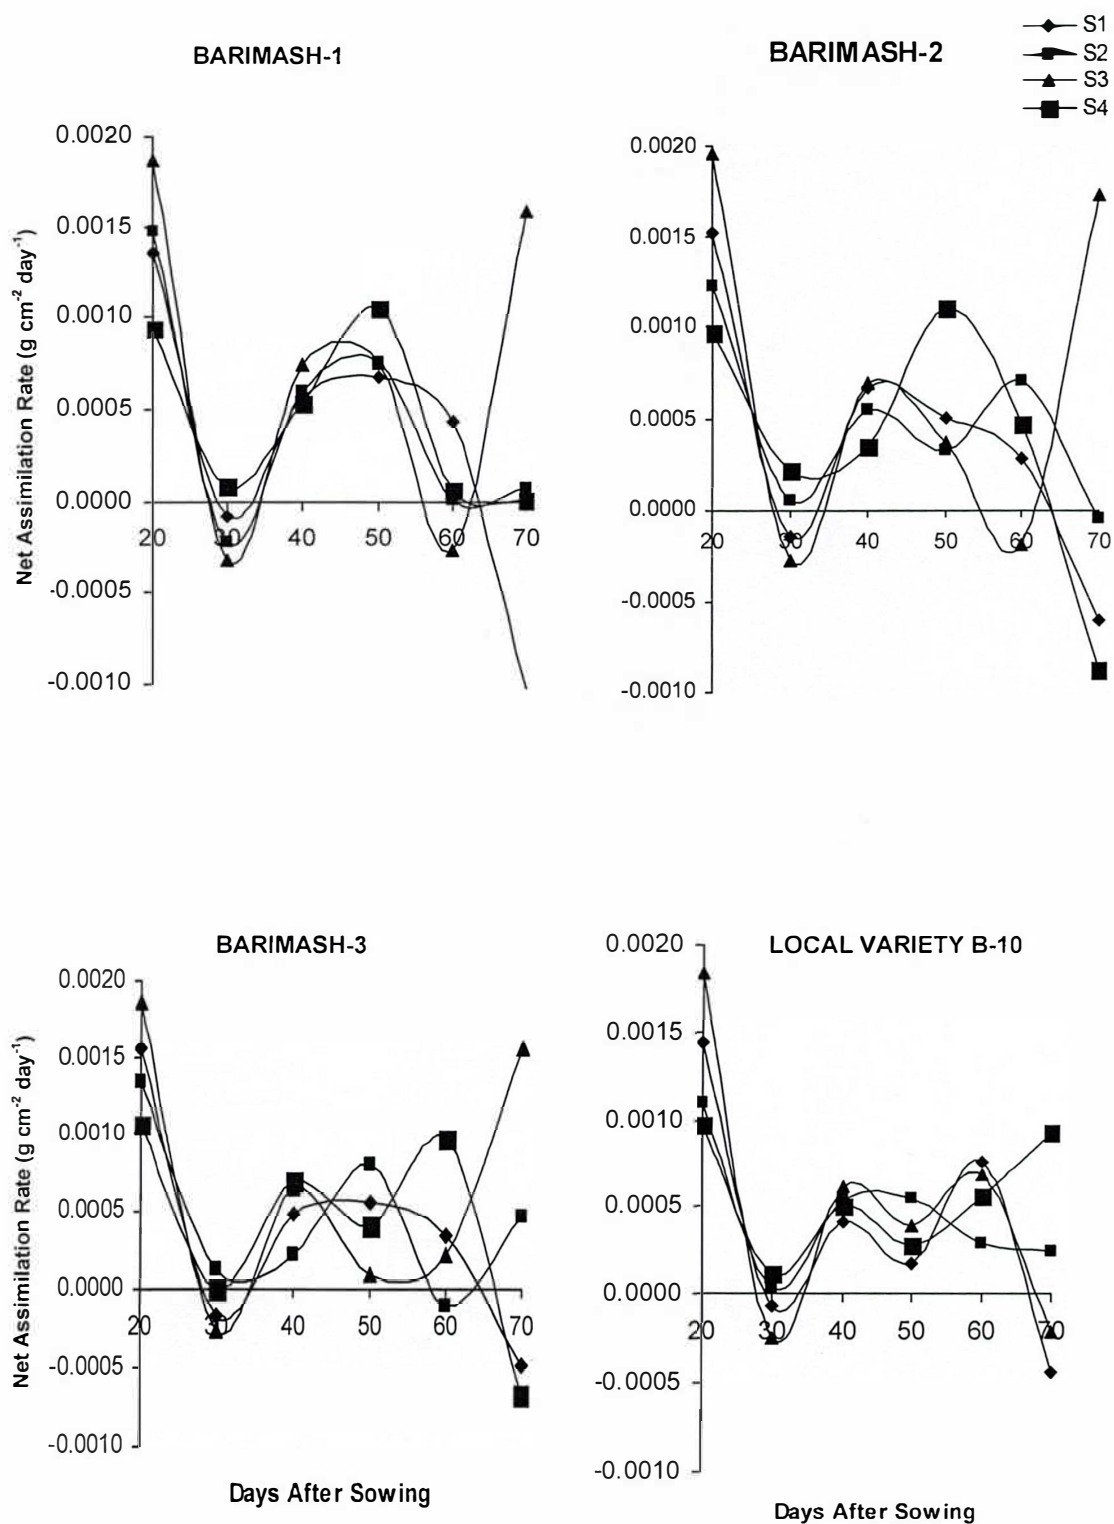 S1
S2
S3
S4
BARIMASH-1
0.0020
0.0015
0.0010
0.0005
0.0000
-0.0005
-0.0010
20 30 40 50 60 70
Net Assimilation Rate (g cm⁻² day⁻¹)
BARIMASH-2
0.0020
0.0015
0.0010
0.0005
0.0000
-0.0005
-0.0010
20 30 40 50 60 70
BARIMASH-3
0.0020
0.0015
0.0010
0.0005
0.0000
-0.0005
-0.0010
20 30 40 50 60 70
Net Assimilation Rate (g cm⁻² day⁻¹)
Days After Sowing
LOCAL VARIETY B-10
0.0020
0.0015
0.0010
0.0005
0.0000
-0.0005
-0.0010
20 30 40 50 60 70
Days After Sowing